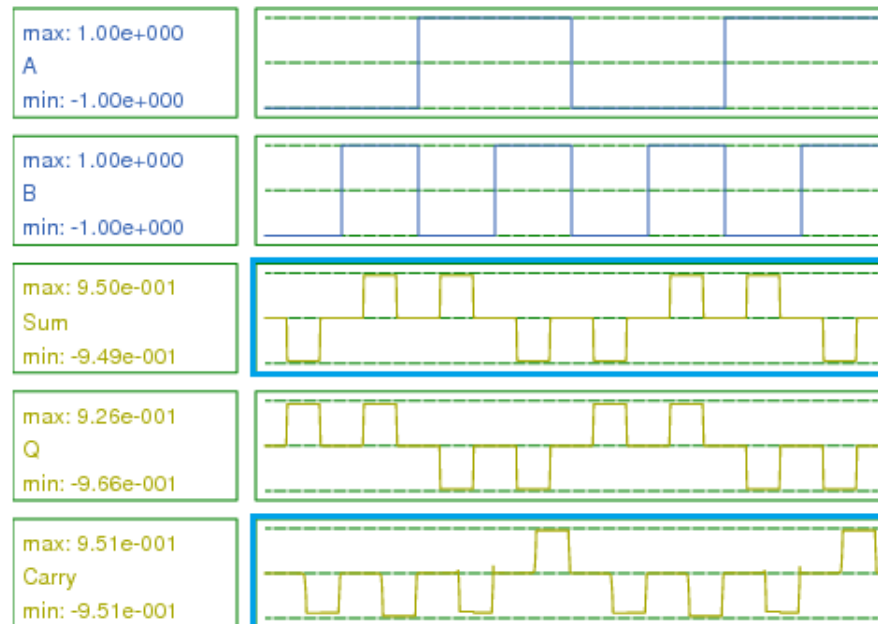 max: 1.00e+000
A
min: -1.00e+000
max: 1.00e+000
B
min: -1.00e+000
max: 9.50e-001
Sum
min: -9.49e-001
max: 9.26e-001
Q
min: -9.66e-001
max: 9.51e-001
Carry
min: -9.51e-001